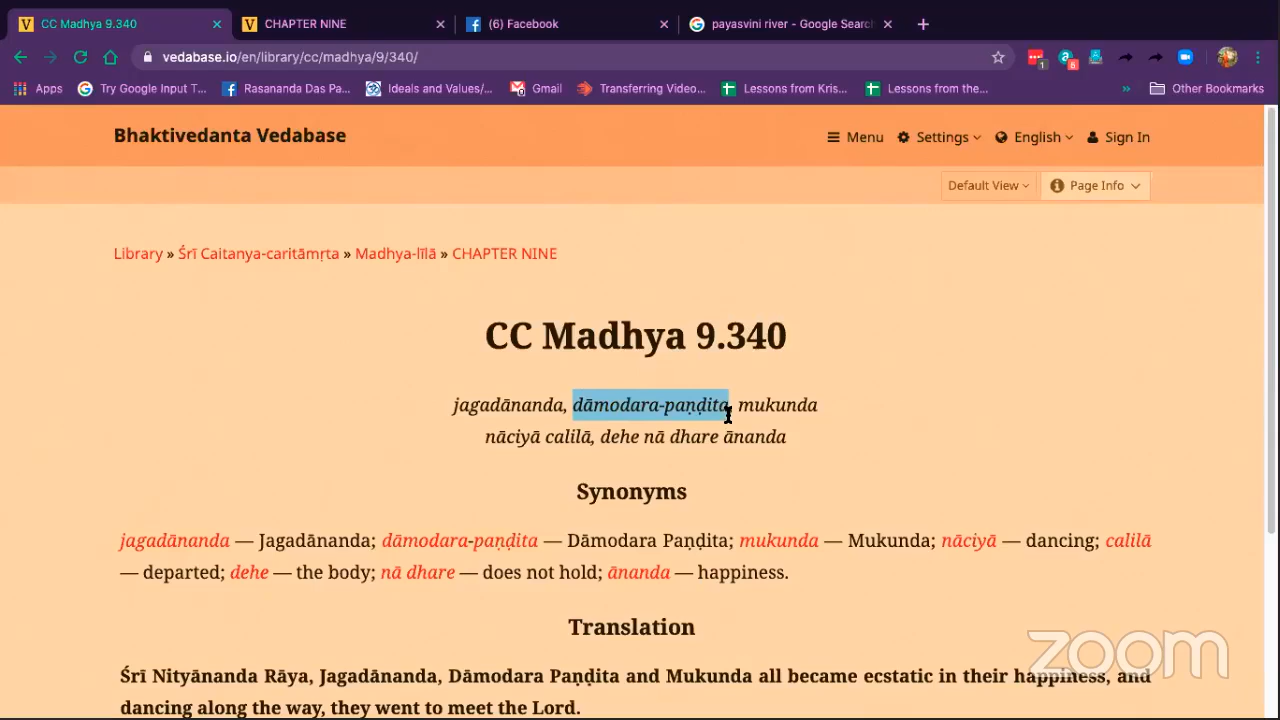 CC Madhya 9.340
CHAPTER NINE
(6) Facebook
payasvini river - Google Search
vedabase.io/en/library/cc/madhya/9/340/
1
8
Apps
Try Google Input T...
Rasananda Das Pa...
Ideals and Values/...
Gmail
Transferring Video...
Lessons from Kris...
Lessons from the...
»
Other Bookmarks
Bhaktivedanta Vedabase
Menu
Settings
English
Sign In
Default View
Page Info
Library » Śrī Caitanya-caritāmṛta » Madhya-līlā » CHAPTER NINE
CC Madhya 9.340
jagadānanda, dāmodara-paṇḍita, mukunda
nāciyā calilā, dehe nā dhare ānanda
Synonyms
jagadānanda — Jagadānanda; dāmodara-paṇḍita — Dāmodara Paṇḍita; mukunda — Mukunda; nāciyā — dancing; calilā
— departed; dehe — the body; nā dhare — does not hold; ānanda — happiness.
Translation
Śrī Nityānanda Rāya, Jagadānanda, Dāmodara Paṇḍita and Mukunda all became ecstatic in their happiness, and
dancing along the way, they went to meet the Lord.
zoom